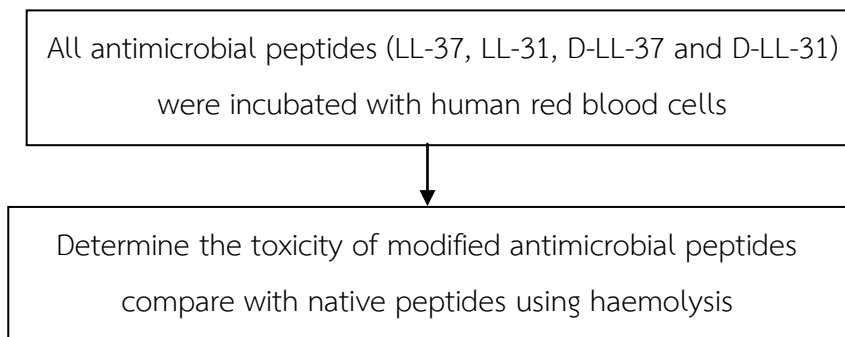 All antimicrobial peptides (LL-37, LL-31, D-LL-37 and D-LL-31)
were incubated with human red blood cells
Determine the toxicity of modified antimicrobial peptides
compare with native peptides using haemolysis